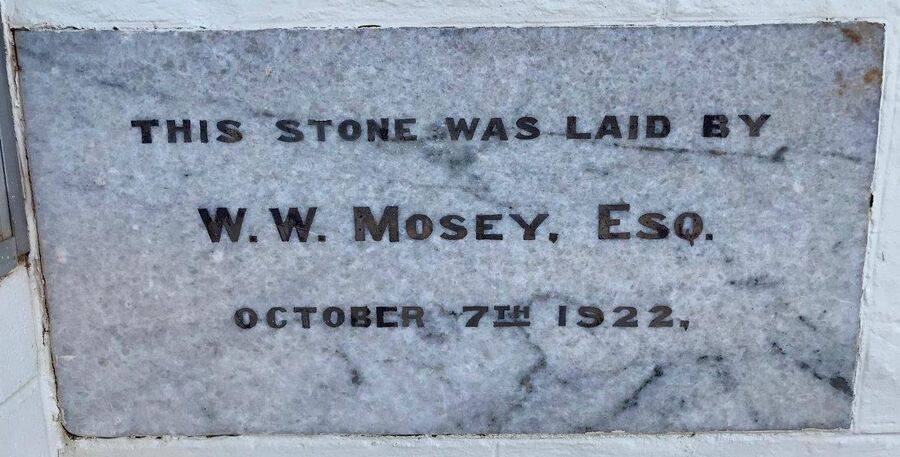 THIS STONE WAS LAID BY
W. W. MOSEY, ESQ.
OCTOBER 7TH 1922,